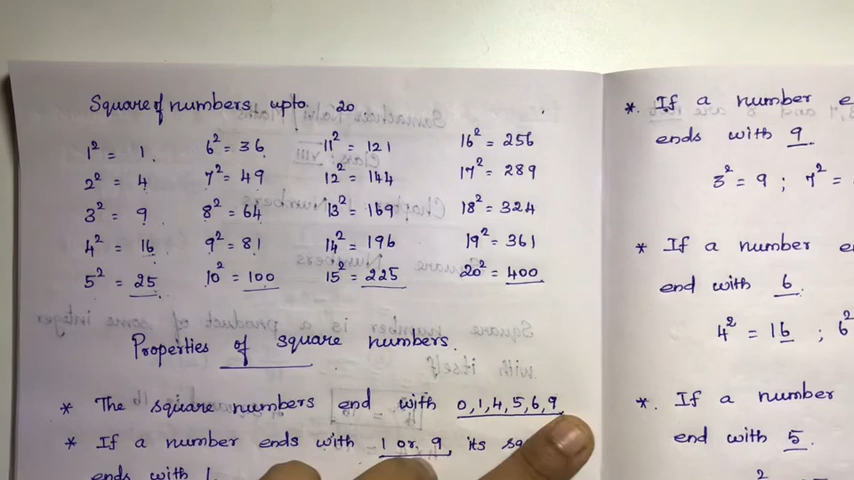 Square of numbers upto 20
1² = 1. 6² = 36 11² = 121 16² = 256
2² = 4 7² = 49 12² = 144 17² = 289
3² = 9 8² = 64 13² = 169 18² = 324
4² = 16 9² = 81 14² = 196 19² = 361
5² = 25 10² = 100 15² = 225 20² = 400
Properties of square numbers.
* The square numbers end with 0,1,4,5,6,9
* If a number ends with 1 or 9, its
ends with 1
*. If a number
ends with 9.
3² = 9 ; 7² =
* If a number
end with 6.
4² = 16 ; 6²
*. If a number
end with 5.
2